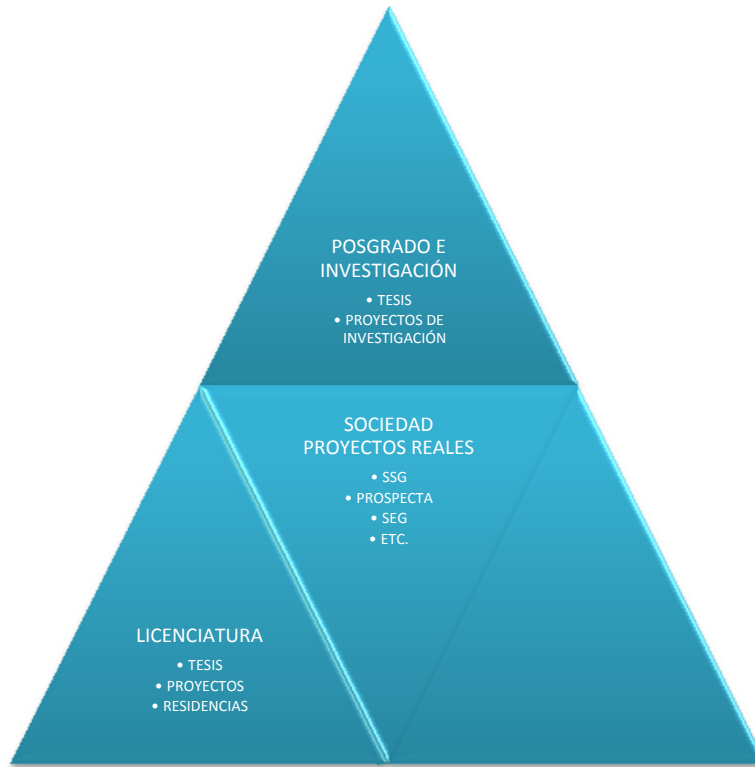 POSGRADO E
INVESTIGACIÓN
• TESIS
• PROYECTOS DE
INVESTIGACIÓN
SOCIEDAD
PROYECTOS REALES
• SSG
• PROSPECTA
• SEG
• ETC.
LICENCIATURA
• TESIS
• PROYECTOS
• RESIDENCIAS